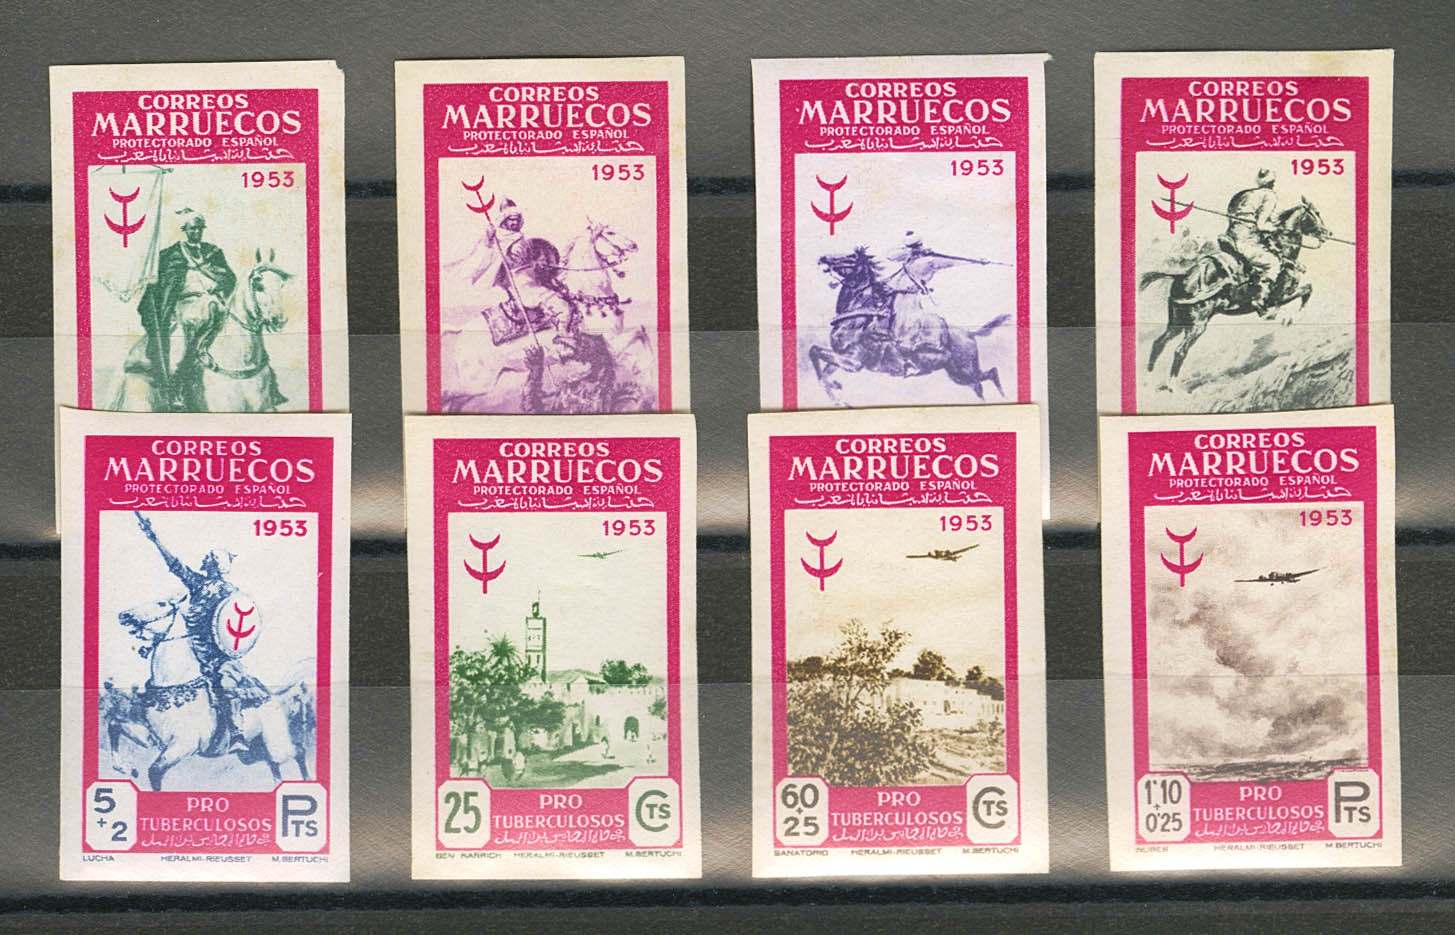 CORREOS
MARRUECOS
PROTECTORADO ESPAÑOL
1953
CORREOS
MARRUECOS
PROTECTORADO ESPAÑOL
1953
CORREOS
MARRUECOS
PROTECTORADO ESPAÑOL
1953
CORREOS
MARRUECOS
PROTECTORADO ESPAÑOL
1953
CORREOS
MARRUECOS
PROTECTORADO ESPAÑOL
1953
5+2
PRO
TUBERCULOSOS
PTS
LUCHA HERALMI-RIEUSSET M.BERTUCHI
CORREOS
MARRUECOS
PROTECTORADO ESPAÑOL
1953
25
PRO
TUBERCULOSOS
CTS
BEN KARRICH HERALMI-RIEUSSET M.BERTUCHI
CORREOS
MARRUECOS
PROTECTORADO ESPAÑOL
1953
60+25
PRO
TUBERCULOSOS
CTS
SANATORIO HERALMI-RIEUSSET M.BERTUCHI
CORREOS
MARRUECOS
PROTECTORADO ESPAÑOL
1953
1'10+0'25
PRO
TUBERCULOSOS
PTS
NUBES HERALMI-RIEUSSET M.BERTUCHI